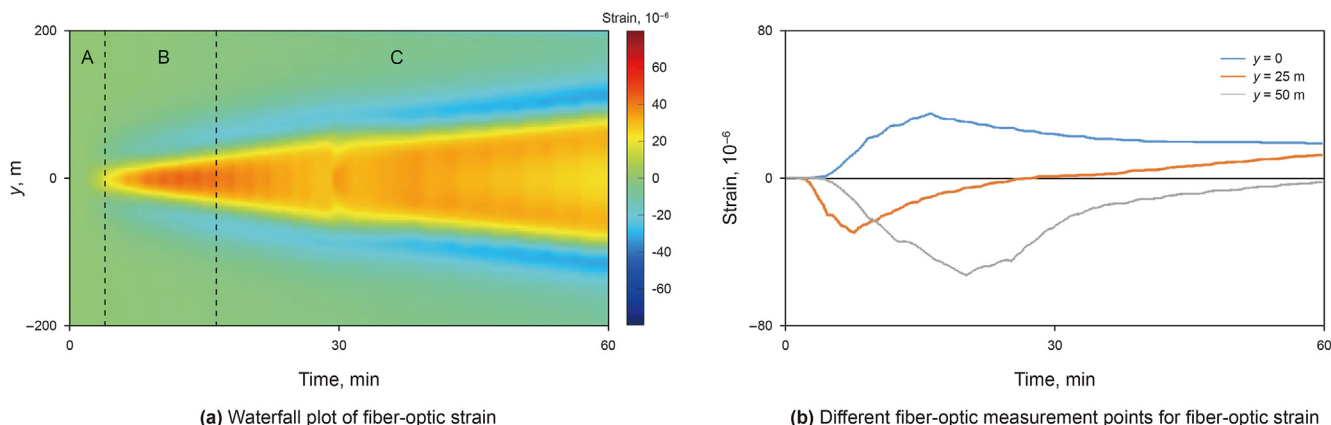 Strain, 10⁻⁶
200
0
−200
y, m
A
B
C
60
40
20
0
-20
-40
-60
0
30
60
Time, min
(a) Waterfall plot of fiber-optic strain
80
0
−80
Strain, 10⁻⁶
y = 0
y = 25 m
y = 50 m
0
30
60
Time, min
(b) Different fiber-optic measurement points for fiber-optic strain